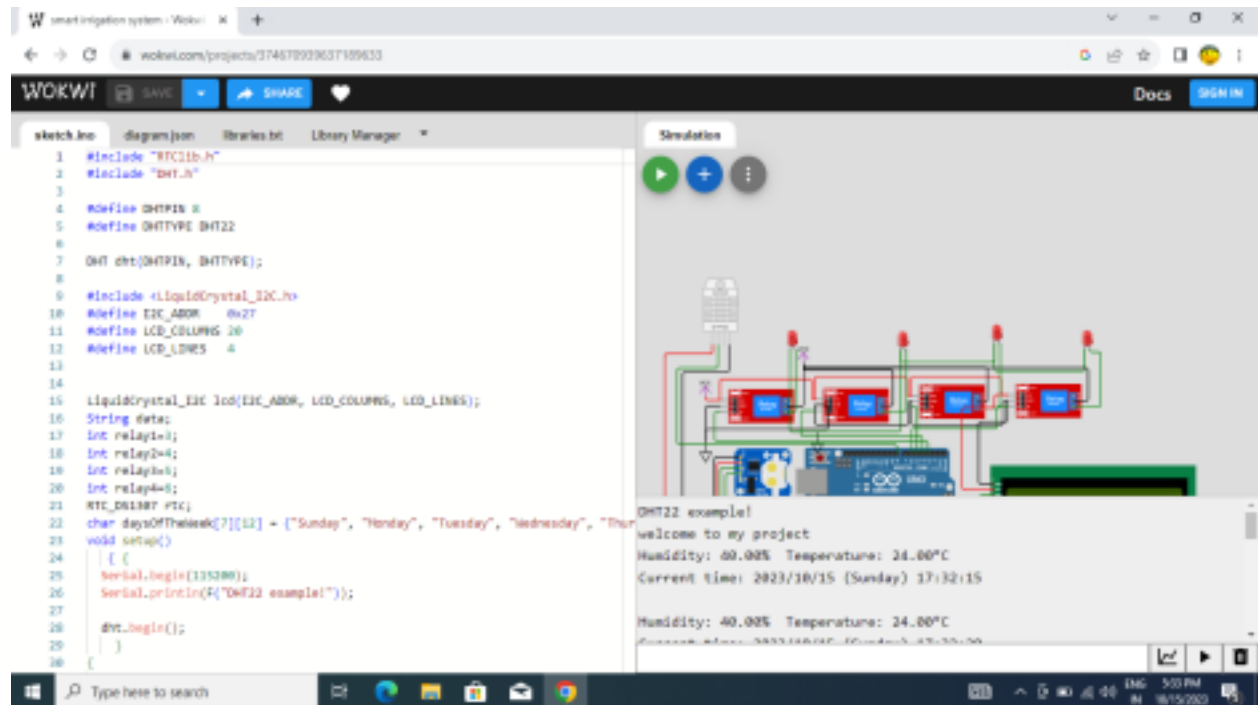 smart irrigation system - Wokwi
wokwi.com/projects/374670939637189633
WOKWI SAVE SHARE Docs SIGN IN
sketch.ino diagram.json libraries.txt Library Manager
Simulation
1 #include "RTClib.h"
2 #include "DHT.h"
3
4 #define DHTPIN 8
5 #define DHTTYPE DHT22
6
7 DHT dht(DHTPIN, DHTTYPE);
8
9 #include <LiquidCrystal_I2C.h>
10 #define I2C_ADDR 0x27
11 #define LCD_COLUMNS 20
12 #define LCD_LINES 4
13
14
15 LiquidCrystal_I2C lcd(I2C_ADDR, LCD_COLUMNS, LCD_LINES);
16 String data;
17 int relay1=3;
18 int relay2=4;
19 int relay3=5;
20 int relay4=6;
21 RTC_DS1307 rtc;
22 char daysOfTheWeek[7][12] = {"Sunday", "Monday", "Tuesday", "Wednesday", "Thur
23 void setup()
24 { {
25 Serial.begin(115200);
26 Serial.println(F("DHT22 example!"));
27
28 dht.begin();
29 }
30 {
DHT22 example!
welcome to my project
Humidity: 40.00% Temperature: 24.00°C
Current time: 2023/10/15 (Sunday) 17:32:15
Humidity: 40.00% Temperature: 24.00°C
Type here to search
ENG
IN
5:33 PM
10/15/2023